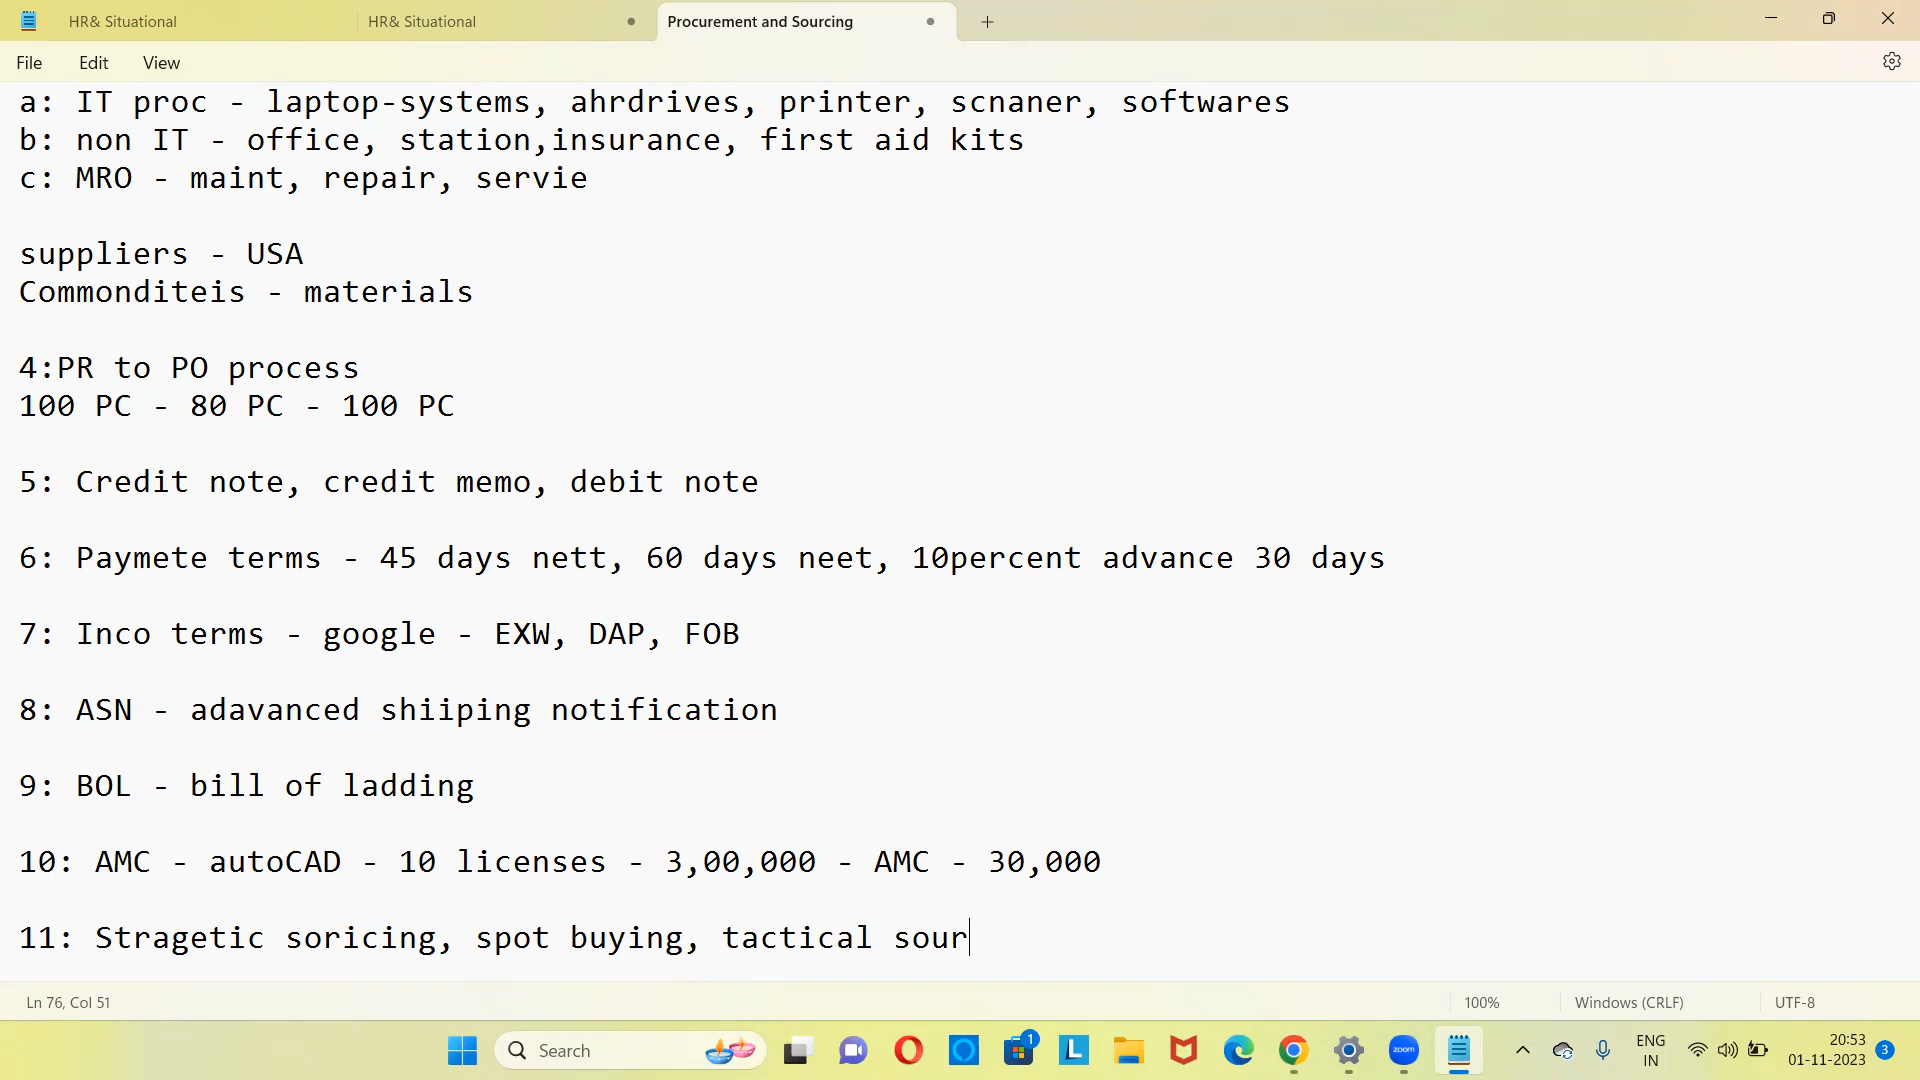 HR& Situational
HR& Situational
Procurement and Sourcing
File Edit View
a: IT proc - laptop-systems, ahrdrives, printer, scnaner, softwares
b: non IT - office, station,insurance, first aid kits
c: MRO - maint, repair, servie
suppliers - USA
Commonditeis - materials
4:PR to PO process
100 PC - 80 PC - 100 PC
5: Credit note, credit memo, debit note
6: Paymete terms - 45 days nett, 60 days neet, 10percent advance 30 days
7: Inco terms - google - EXW, DAP, FOB
8: ASN - adavanced shiiping notification
9: BOL - bill of ladding
10: AMC - autoCAD - 10 licenses - 3,00,000 - AMC - 30,000
11: Stragetic soricing, spot buying, tactical sour
Ln 76, Col 51 100% Windows (CRLF) UTF-8
Search
1
L
zoom
ENG
IN
20:53
01-11-2023
3